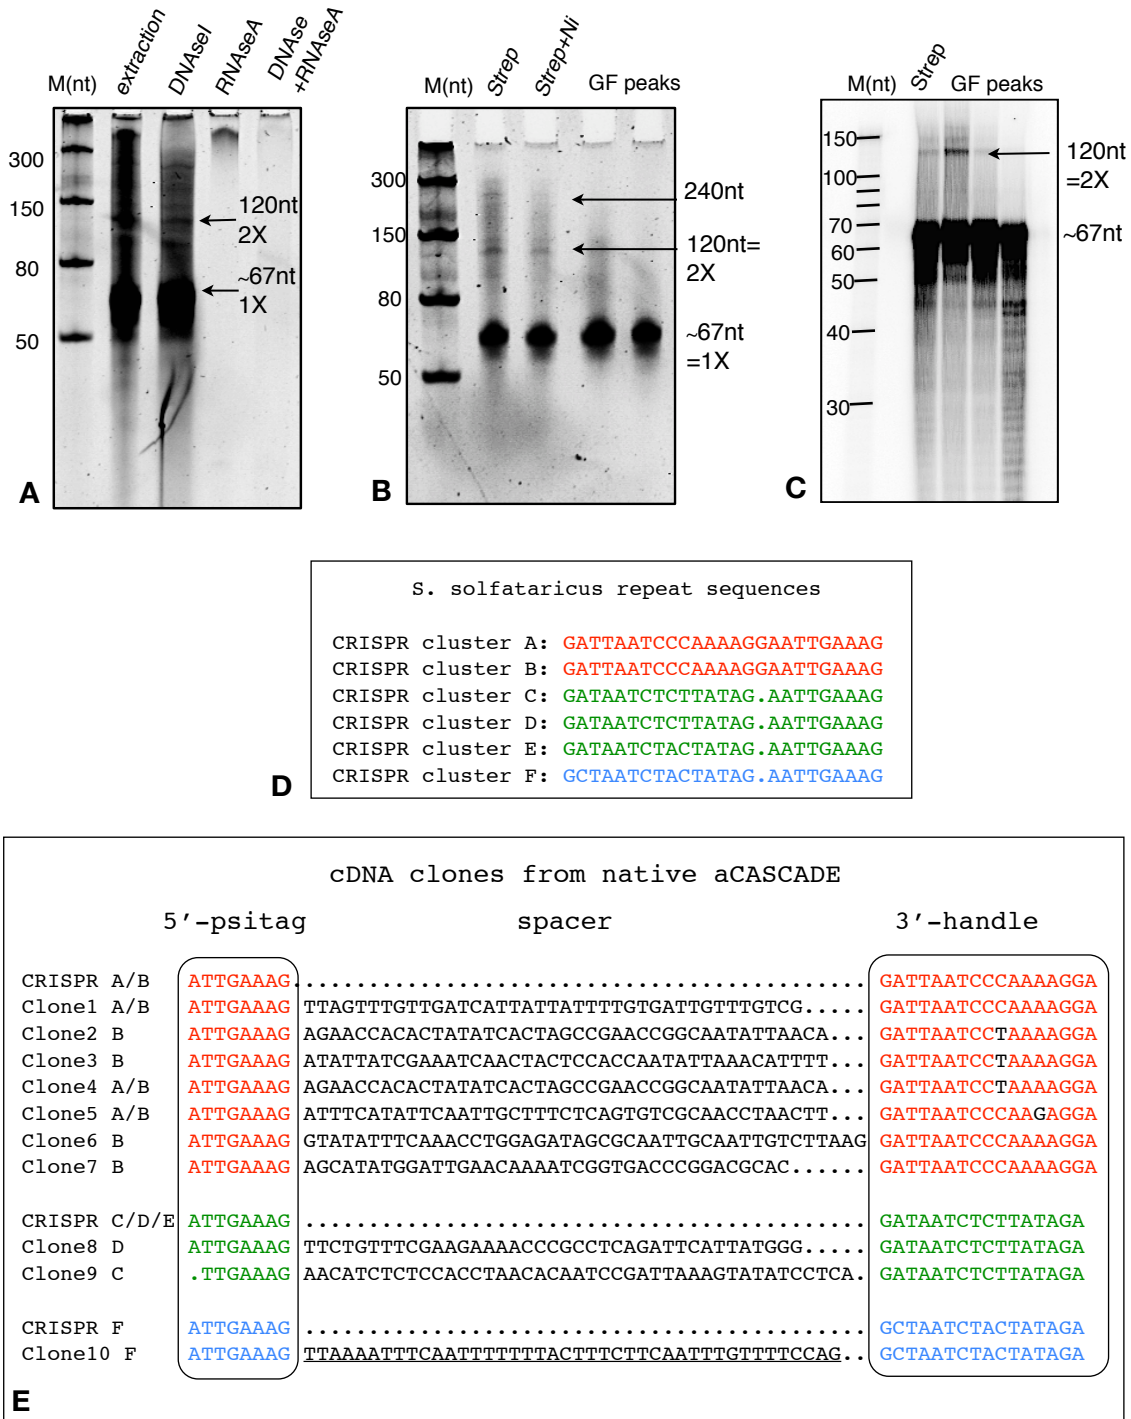 extraction
DNAseI
RNAseA
DNAse
+RNAseA
M(nt)
300
150
80
50
120nt
2X
~67nt
1X
A
M(nt)
Strep
Strep+Ni
GF peaks
300
150
80
50
240nt
120nt=
2X
~67nt
=1X
B
M(nt)
Strep
GF peaks
150
100
70
60
50
40
30
120nt
=2X
~67nt
C
S. solfataricus repeat sequences
CRISPR cluster A: GATTAATCCCAAAAGGAATTGAAAG
CRISPR cluster B: GATTAATCCCAAAAGGAATTGAAAG
CRISPR cluster C: GATAATCTCTTATAG.AATTGAAAG
CRISPR cluster D: GATAATCTCTTATAG.AATTGAAAG
CRISPR cluster E: GATAATCTACTATAG.AATTGAAAG
CRISPR cluster F: GCTAATCTACTATAG.AATTGAAAG
D
cDNA clones from native aCASCADE
5′-psitag spacer 3′-handle
CRISPR A/B ATTGAAAG............................................ GATTAATCCCAAAAGGA
Clone1 A/B ATTGAAAG TTAGTTTGTTGATCATTATTATTTTGTGATTGTTTGTCG..... GATTAATCCCAAAAGGA
Clone2 B ATTGAAAG AGAACCACACTATATCACTAGCCGAACCGGCAATATTAACA... GATTAATCCTAAAAGGA
Clone3 B ATTGAAAG ATATTATCGAAATCAACTACTCCACCAATATTAAACATTTT... GATTAATCCTAAAAGGA
Clone4 A/B ATTGAAAG AGAACCACACTATATCACTAGCCGAACCGGCAATATTAACA... GATTAATCCTAAAAGGA
Clone5 A/B ATTGAAAG ATTTCATATTCAATTGCTTTCTCAGTGTCGCAACCTAACTT... GATTAATCCCAAGAGGA
Clone6 B ATTGAAAG GTATATTTCAAACCTGGAGATAGCGCAATTGCAATTGTCTTAAG GATTAATCCCAAAAGGA
Clone7 B ATTGAAAG AGCATATGGATTGAACAAAATCGGTGACCCGGACGCAC...... GATTAATCCCAAAAGGA
CRISPR C/D/E ATTGAAAG ........................................... GATAATCTCTTATAGA
Clone8 D ATTGAAAG TTCTGTTTCGAAGAAAACCCGCCTCAGATTCATTATGGG..... GATAATCTCTTATAGA
Clone9 C .TTGAAAG AACATCTCTCCACCTAACACAATCCGATTAAAGTATATCCTCA. GATAATCTCTTATAGA
CRISPR F ATTGAAAG ........................................... GCTAATCTACTATAGA
Clone10 F ATTGAAAG TTAAAATTTCAATTTTTTTACTTTCTTCAATTTGTTTTCCAG.. GCTAATCTACTATAGA
E